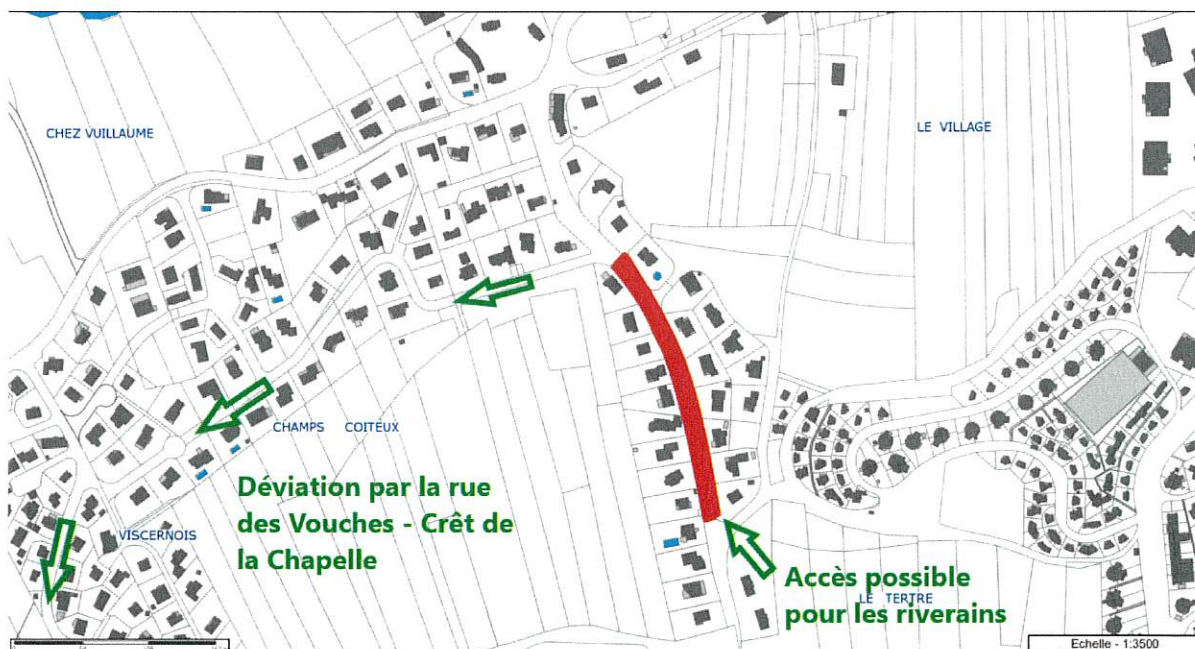 CHEZ VUILLAUME
LE VILLAGE
CHAMPS COITEUX
Déviation par la rue
des Vouches - Crêt de
la Chapelle
VISCERNOIS
Accès possible
pour les riverains
LE TERTRE
Echelle - 1:3500